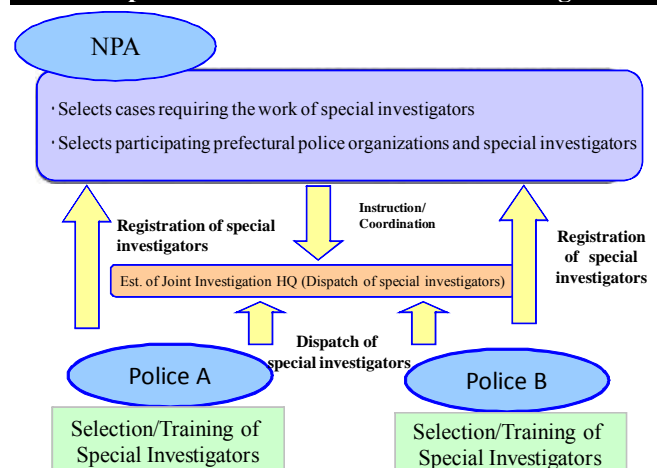 NPA
· Selects cases requiring the work of special investigators
· Selects participating prefectural police organizations and special investigators
Registration of special
investigators
Instruction/
Coordination
Registration
of special
investigators
Est. of Joint Investigation HQ (Dispatch of special investigators)
Dispatch of
special investigators
Police A
Police B
Selection/Training of
Special Investigators
Selection/Training of
Special Investigators